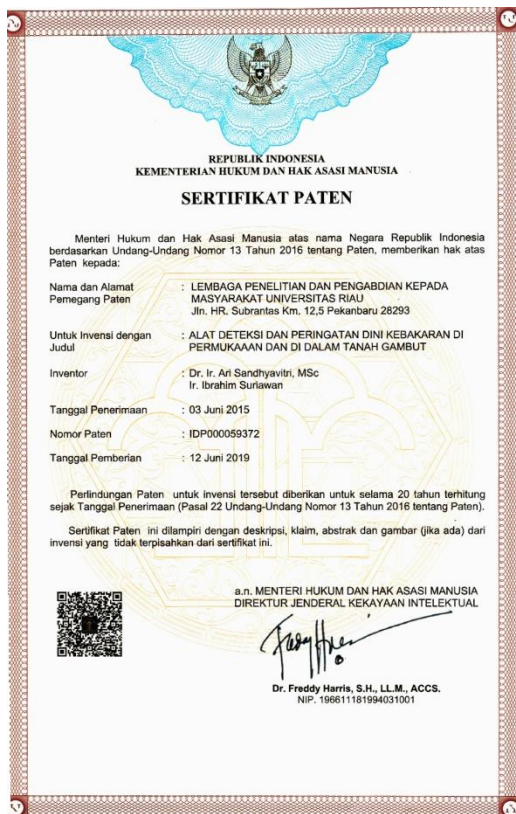 REPUBLIK INDONESIA
KEMENTERIAN HUKUM DAN HAK ASASI MANUSIA
SERTIFIKAT PATEN
Menteri Hukum dan Hak Asasi Manusia atas nama Negara Republik Indonesia
berdasarkan Undang-Undang Nomor 13 Tahun 2016 tentang Paten, memberikan hak atas
Paten kepada:
Nama dan Alamat : LEMBAGA PENELITIAN DAN PENGABDIAN KEPADA
Pemegang Paten MASYARAKAT UNIVERSITAS RIAU
Jln. HR. Subrantas Km. 12,5 Pekanbaru 28293
Untuk Invensi dengan : ALAT DETEKSI DAN PERINGATAN DINI KEBAKARAN DI
Judul PERMUKAAAN DAN DI DALAM TANAH GAMBUT
Inventor : Dr. Ir. Ari Sandhyavitri, MSc
Ir. Ibrahim Suriawan
Tanggal Penerimaan : 03 Juni 2015
Nomor Paten : IDP000059372
Tanggal Pemberian : 12 Juni 2019
Perlindungan Paten untuk invensi tersebut diberikan untuk selama 20 tahun terhitung
sejak Tanggal Penerimaan (Pasal 22 Undang-Undang Nomor 13 Tahun 2016 tentang Paten).
Sertifikat Paten ini dilampiri dengan deskripsi, klaim, abstrak dan gambar (jika ada) dari
invensi yang tidak terpisahkan dari sertifikat ini.
a.n. MENTERI HUKUM DAN HAK ASASI MANUSIA
DIREKTUR JENDERAL KEKAYAAN INTELEKTUAL
Dr. Freddy Harris, S.H., LL.M., ACCS.
NIP. 196611181994031001